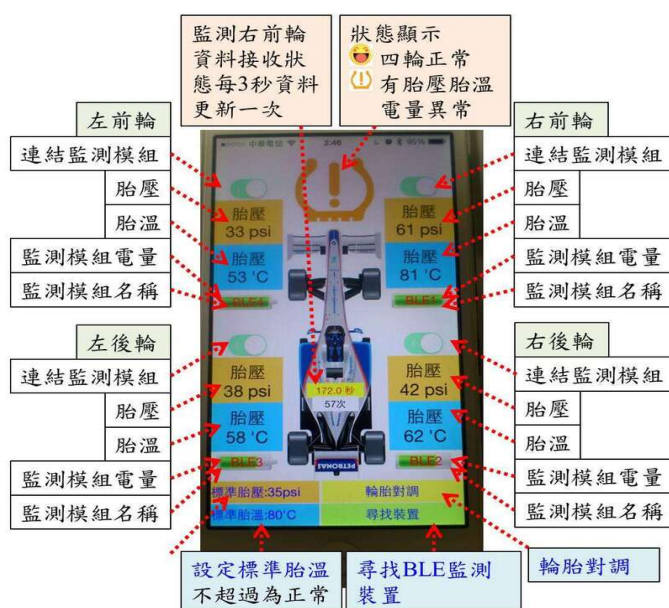 監測右前輪
資料接收狀
態每3秒資料
更新一次
狀態顯示
四輪正常
有胎壓胎溫
電量異常
左前輪
連結監測模組
胎壓
胎溫
監測模組電量
監測模組名稱
右前輪
連結監測模組
胎壓
胎溫
監測模組電量
監測模組名稱
中華電信
3:46
95%
胎壓
33 psi
胎壓
53 'C
BLE4
胎壓
61 psi
胎壓
81 'C
BLE1
左後輪
連結監測模組
胎壓
胎溫
監測模組電量
監測模組名稱
右後輪
連結監測模組
胎壓
胎溫
監測模組電量
監測模組名稱
胎壓
38 psi
胎壓
58 'C
BLE3
172.0 秒
57次
胎壓
42 psi
胎壓
62 'C
BLE2
PETRONAS
標準胎壓:35psi
輪胎對調
標準胎溫:80'C
尋找裝置
設定標準胎溫
不超過為正常
尋找BLE監測
裝置
輪胎對調